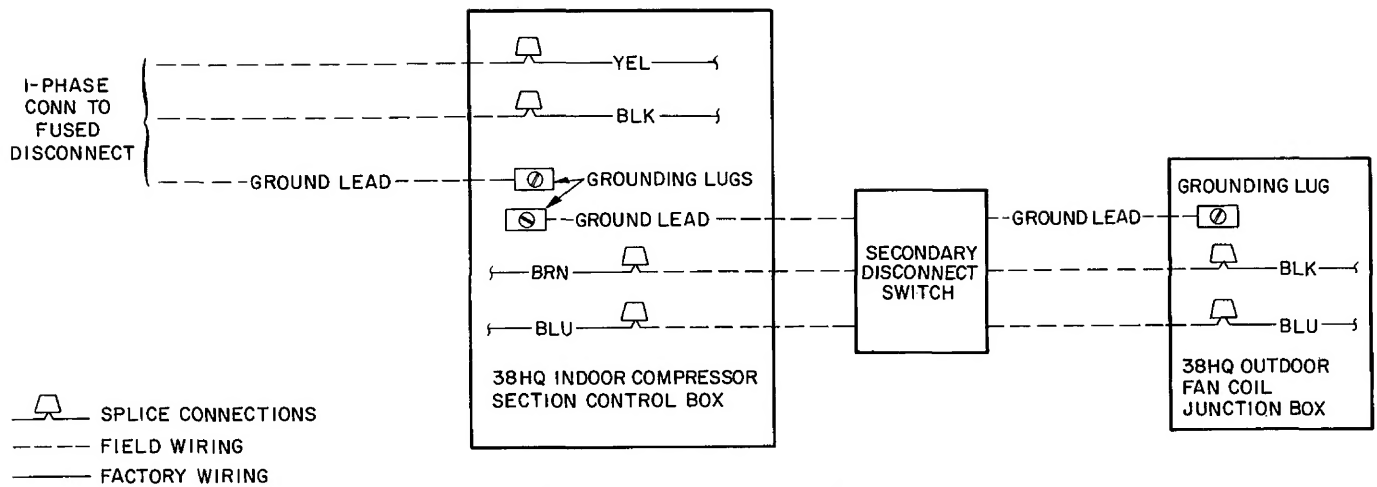 1-PHASE
CONN TO
FUSED
DISCONNECT
YEL
BLK
GROUND LEAD
GROUNDING LUGS
GROUND LEAD
BRN
BLU
38HQ INDOOR COMPRESSOR
SECTION CONTROL BOX
SECONDARY
DISCONNECT
SWITCH
GROUND LEAD
GROUNDING LUG
BLK
BLU
38HQ OUTDOOR
FAN COIL
JUNCTION BOX
SPLICE CONNECTIONS
FIELD WIRING
FACTORY WIRING